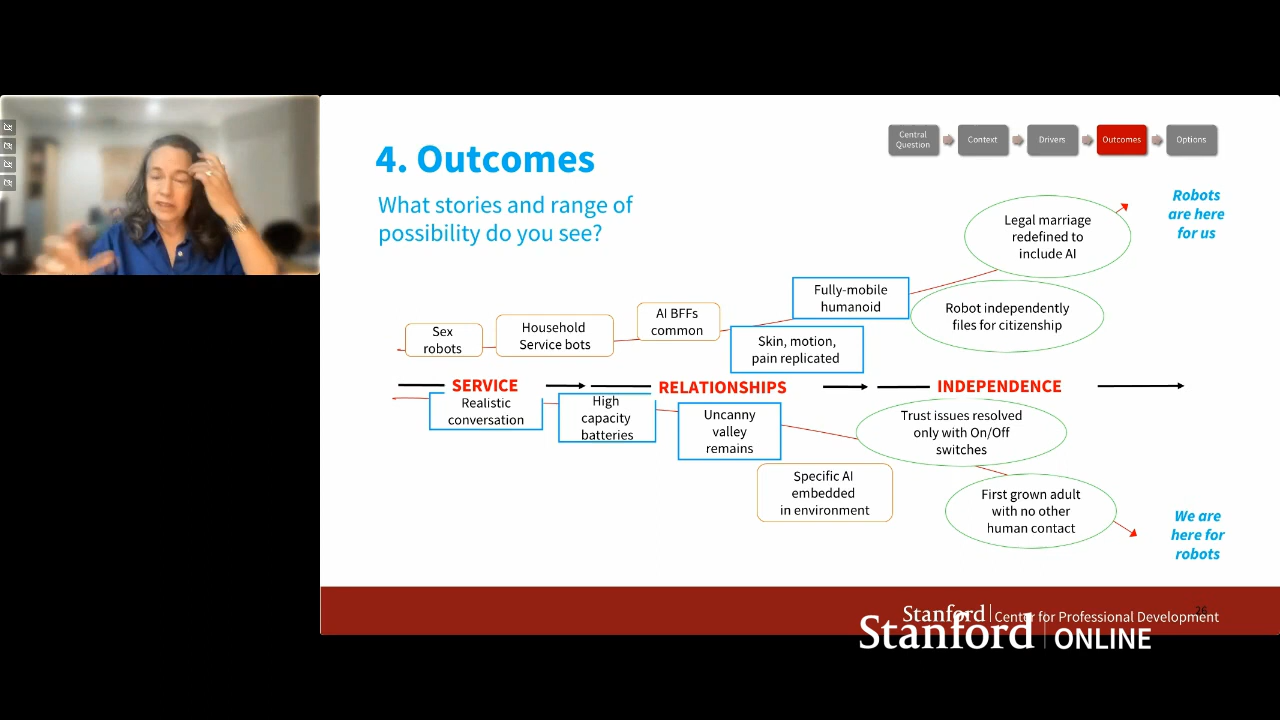 4. Outcomes
What stories and range of
possibility do you see?
Central
Question
Context
Drivers
Outcomes
Options
Robots
are here
for us
Legal marriage
redefined to
include AI
Robot independently
files for citizenship
Fully-mobile
humanoid
Skin, motion,
pain replicated
AI BFFs
common
Household
Service bots
Sex
robots
SERVICE
RELATIONSHIPS
INDEPENDENCE
Realistic
conversation
High
capacity
batteries
Uncanny
valley
remains
Trust issues resolved
only with On/Off
switches
Specific AI
embedded
in environment
First grown adult
with no other
human contact
We are
here for
robots
26
Stanford Center for Professional Development
Stanford ONLINE